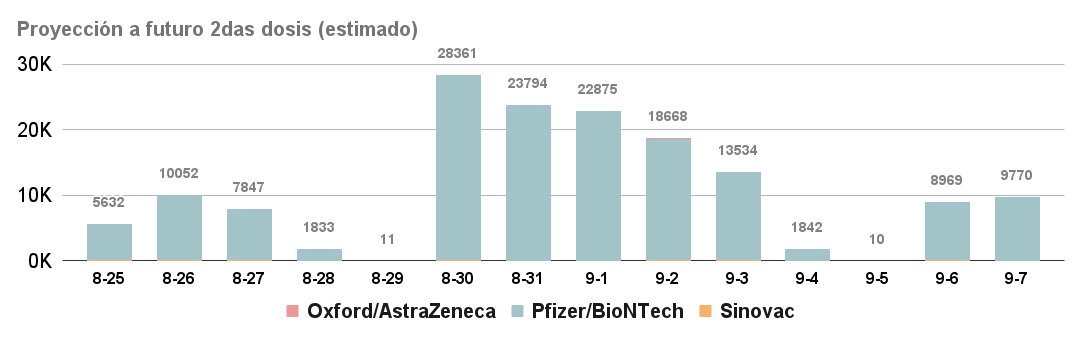 Proyección a futuro 2das dosis (estimado)
30K
20K
10K
0K
5632
10052
7847
1833
11
28361
23794
22875
18668
13534
1842
10
8969
9770
8-25 8-26 8-27 8-28 8-29 8-30 8-31 9-1 9-2 9-3 9-4 9-5 9-6 9-7
Oxford/AstraZeneca Pfizer/BioNTech Sinovac